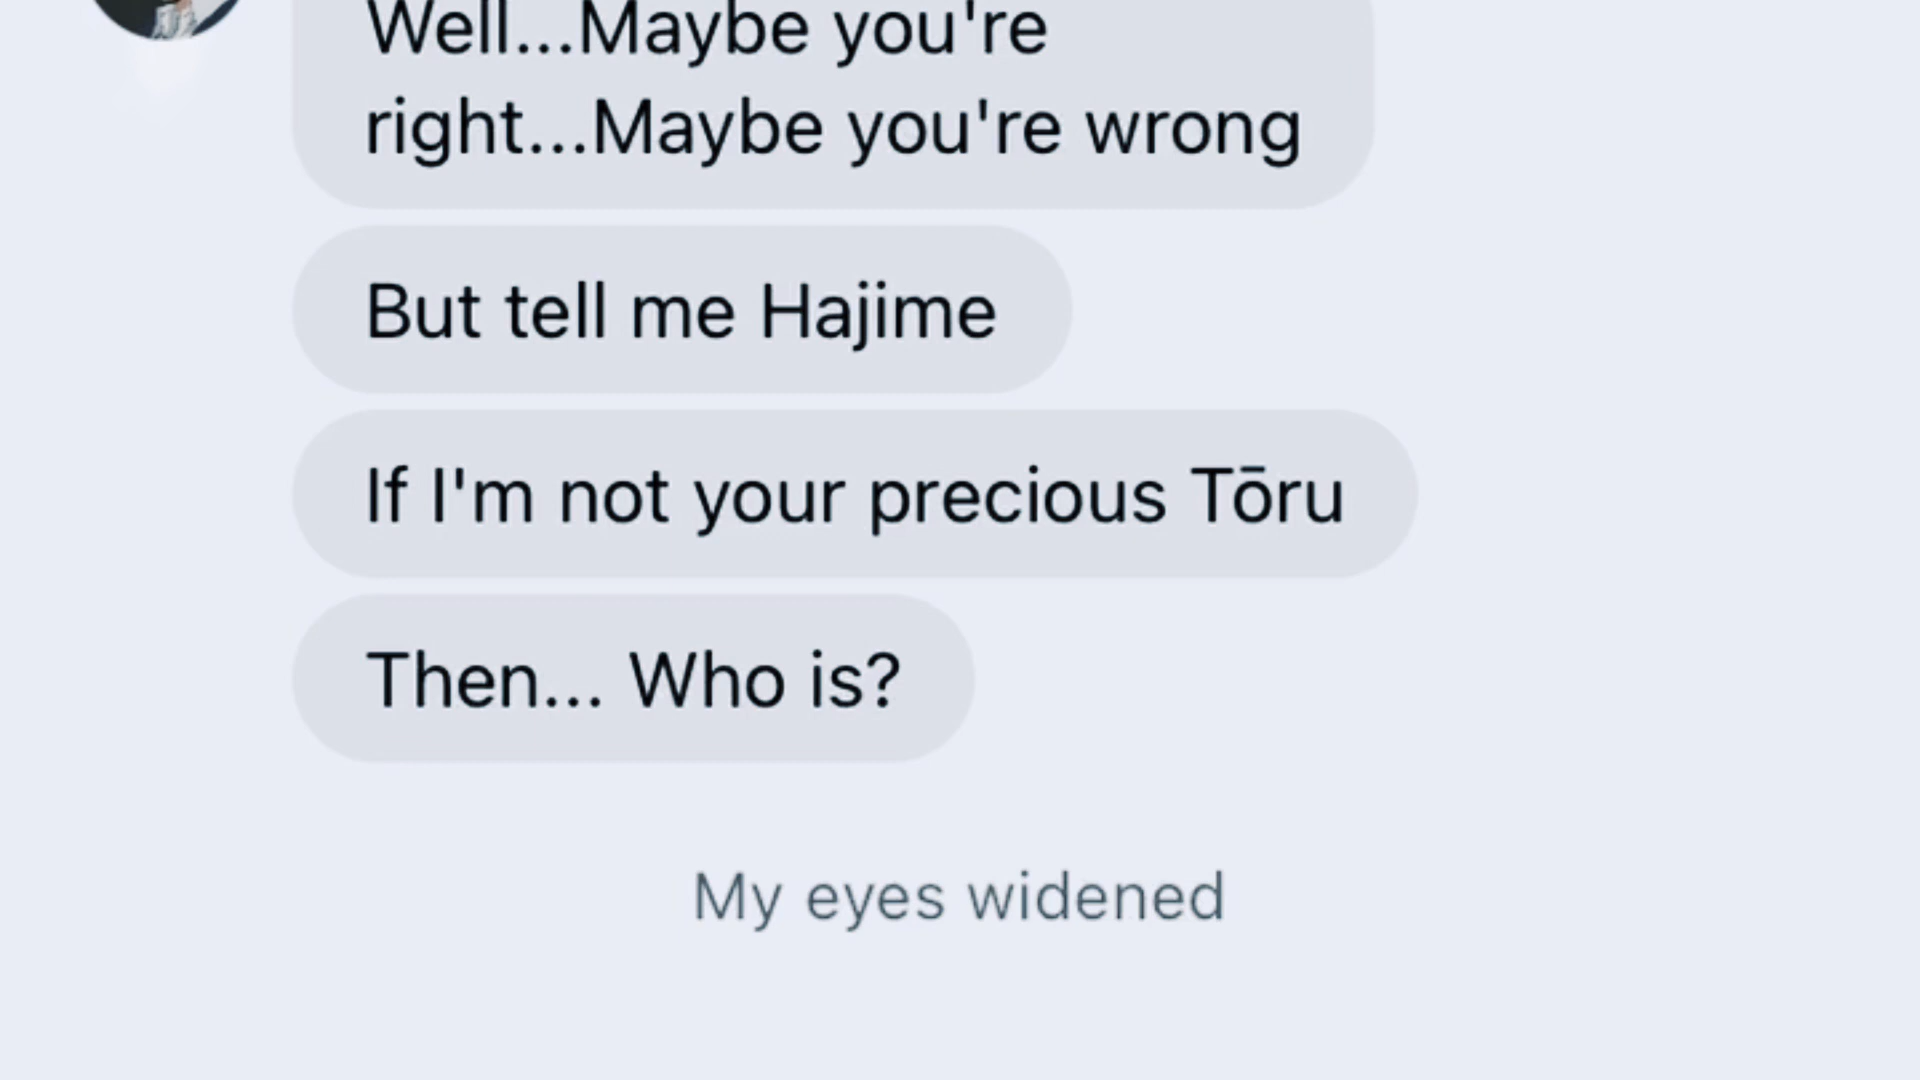 Well...Maybe you're
right...Maybe you're wrong
But tell me Hajime
If I'm not your precious Tōru
Then... Who is?
My eyes widened